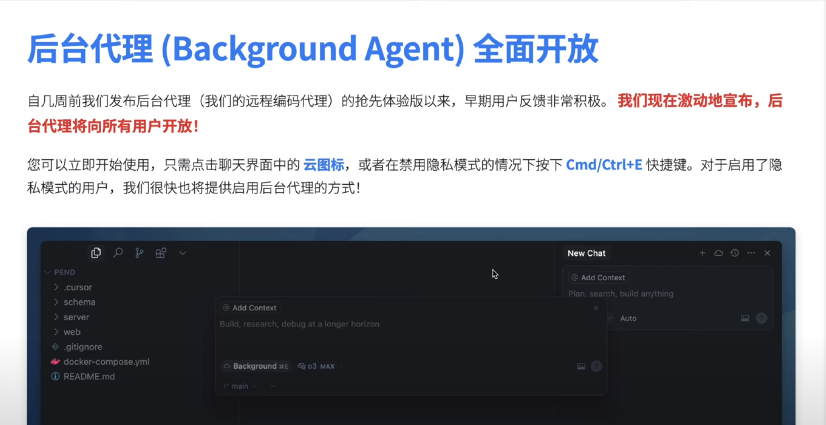 后台代理 (Background Agent) 全面开放
自几周前我们发布后台代理（我们的远程编码代理）的抢先体验版以来，早期用户反馈非常积极。 我们现在激动地宣布，后
台代理将向所有用户开放！
您可以立即开始使用，只需点击聊天界面中的 云图标，或者在禁用隐私模式的情况下按下 Cmd/Ctrl+E 快捷键。对于启用了隐
私模式的用户，我们很快也将提供启用后台代理的方式！
New Chat
PEND
.cursor
schema
server
web
.gitignore
docker-compose.yml
README.md
Add Context
Plan, search, build anything
Auto
Add Context
Build, research, debug at a longer horizon
Background ⌘E
o3 MAX
main